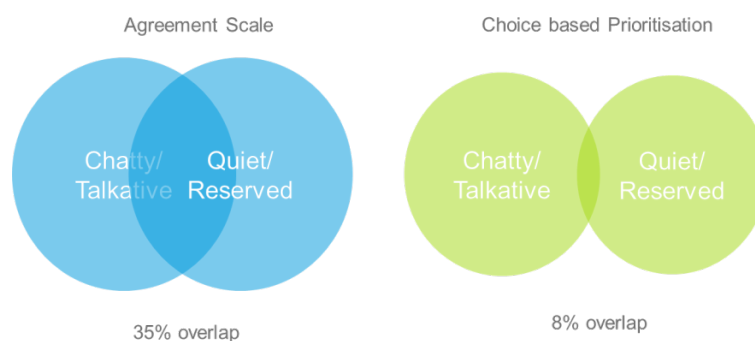 Agreement Scale
Chatty/
Talkative
Quiet/
Reserved
35% overlap
Choice based Prioritisation
Chatty/
Talkative
Quiet/
Reserved
8% overlap